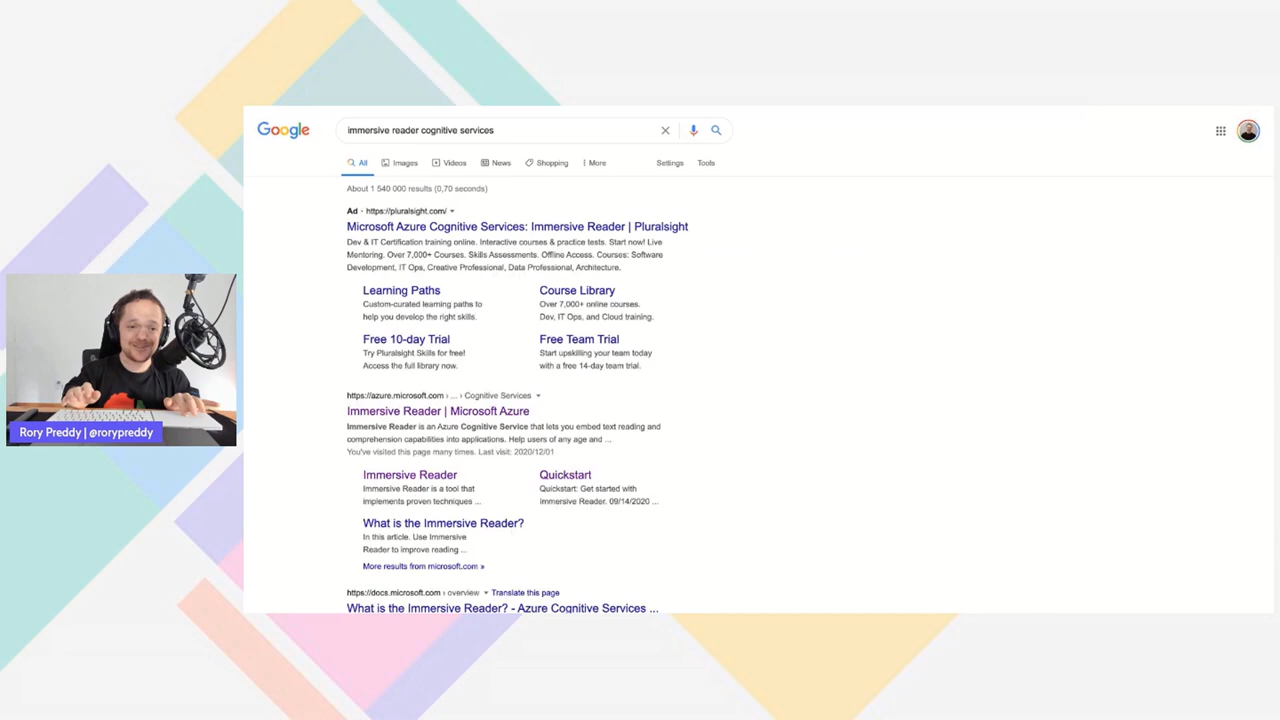 Google
immersive reader cognitive services
All Images Videos News Shopping More Settings Tools
About 1 540 000 results (0,70 seconds)
Ad · https://pluralsight.com/
Microsoft Azure Cognitive Services: Immersive Reader | Pluralsight
Dev & IT Certification training online. Interactive courses & practice tests. Start now! Live
Mentoring. Over 7,000+ Courses. Skills Assessments. Offline Access. Courses: Software
Development, IT Ops, Creative Professional, Data Professional, Architecture.
Learning Paths
Custom-curated learning paths to
help you develop the right skills.
Course Library
Over 7,000+ online courses.
Dev, IT Ops, and Cloud training.
Free 10-day Trial
Try Pluralsight Skills for free!
Access the full library now.
Free Team Trial
Start upskilling your team today
with a free 14-day team trial.
https://azure.microsoft.com › ... › Cognitive Services
Immersive Reader | Microsoft Azure
Immersive Reader is an Azure Cognitive Service that lets you embed text reading and
comprehension capabilities into applications. Help users of any age and ...
You've visited this page many times. Last visit: 2020/12/01
Immersive Reader
Immersive Reader is a tool that
implements proven techniques ...
Quickstart
Quickstart: Get started with
Immersive Reader. 09/14/2020 ...
What is the Immersive Reader?
In this article. Use Immersive
Reader to improve reading ...
More results from microsoft.com »
https://docs.microsoft.com › overview Translate this page
What is the Immersive Reader? - Azure Cognitive Services ...
Rory Preddy | @rorypreddy